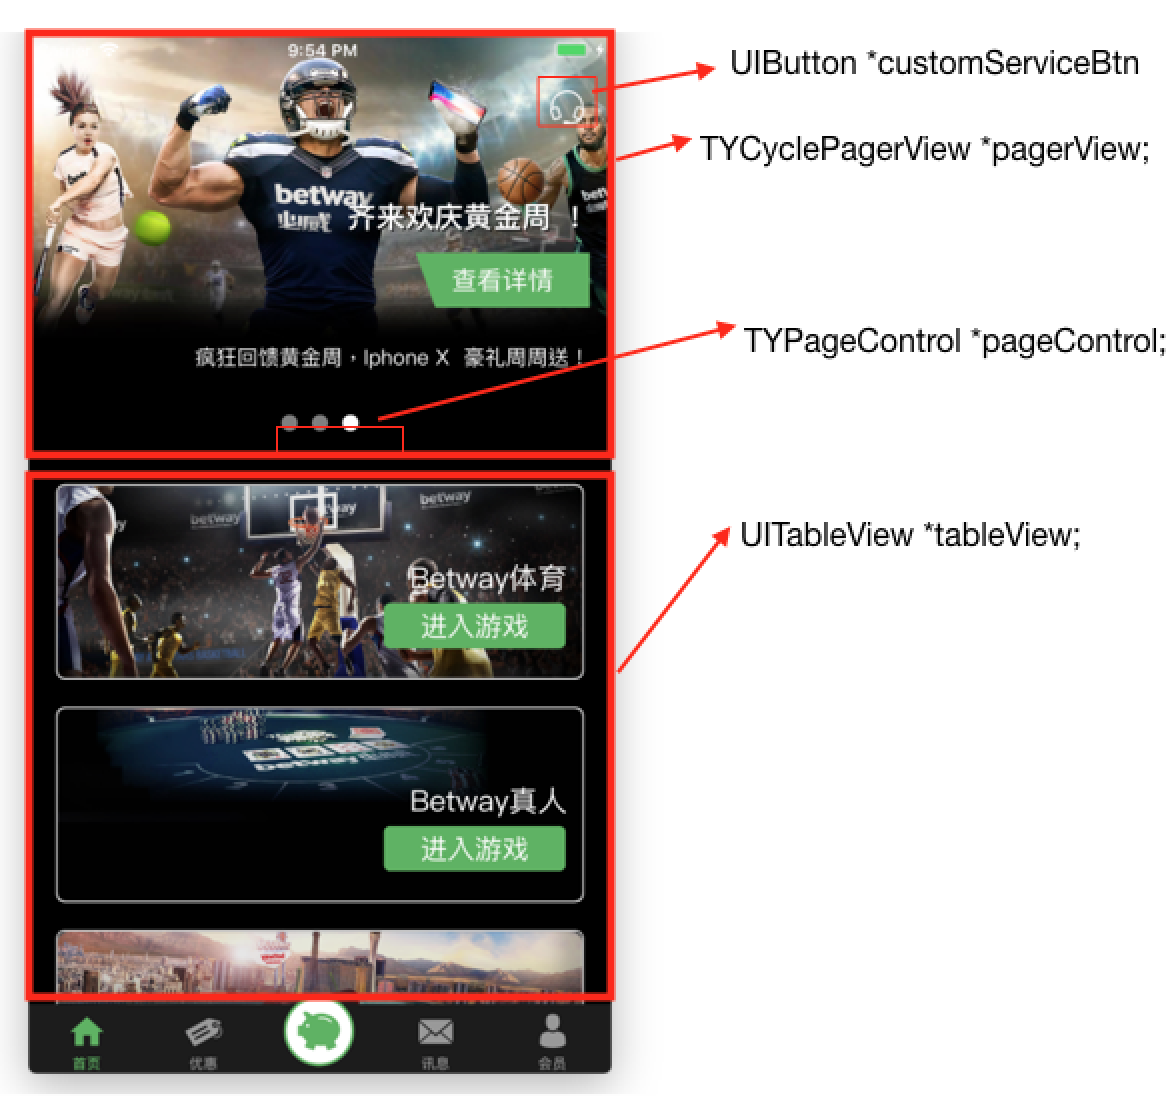 9:54 PM
UIButton *customServiceBtn
TYCyclePagerView *pagerView;
betway
齐来欢庆黄金周 ！
查看详情
TYPageControl *pageControl;
疯狂回馈黄金周，Iphone X 豪礼周周送！
betway
betway
UITableView *tableView;
Betway体育
进入游戏
betway
Betway真人
进入游戏
首页
优惠
讯息
会员